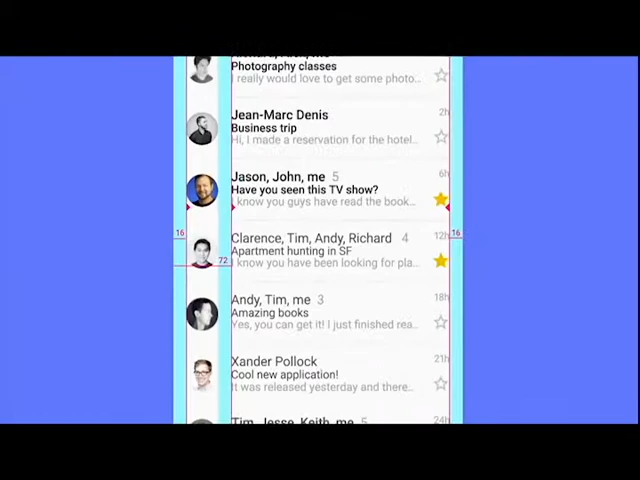 Photography classes
I really would love to get some photo...
Jean-Marc Denis
2h
Business trip
Hi, I made a reservation for the hotel...
Jason, John, me 5
6h
Have you seen this TV show?
I know you guys have read the book...
16
Clarence, Tim, Andy, Richard 4
12h
16
Apartment hunting in SF
72
I know you have been looking for pla...
Andy, Tim, me 3
18h
Amazing books
Yes, you can get it! I just finished rea...
Xander Pollock
21h
Cool new application!
It was released yesterday and there...
Tim, Jesse, Keith, me 5
24h